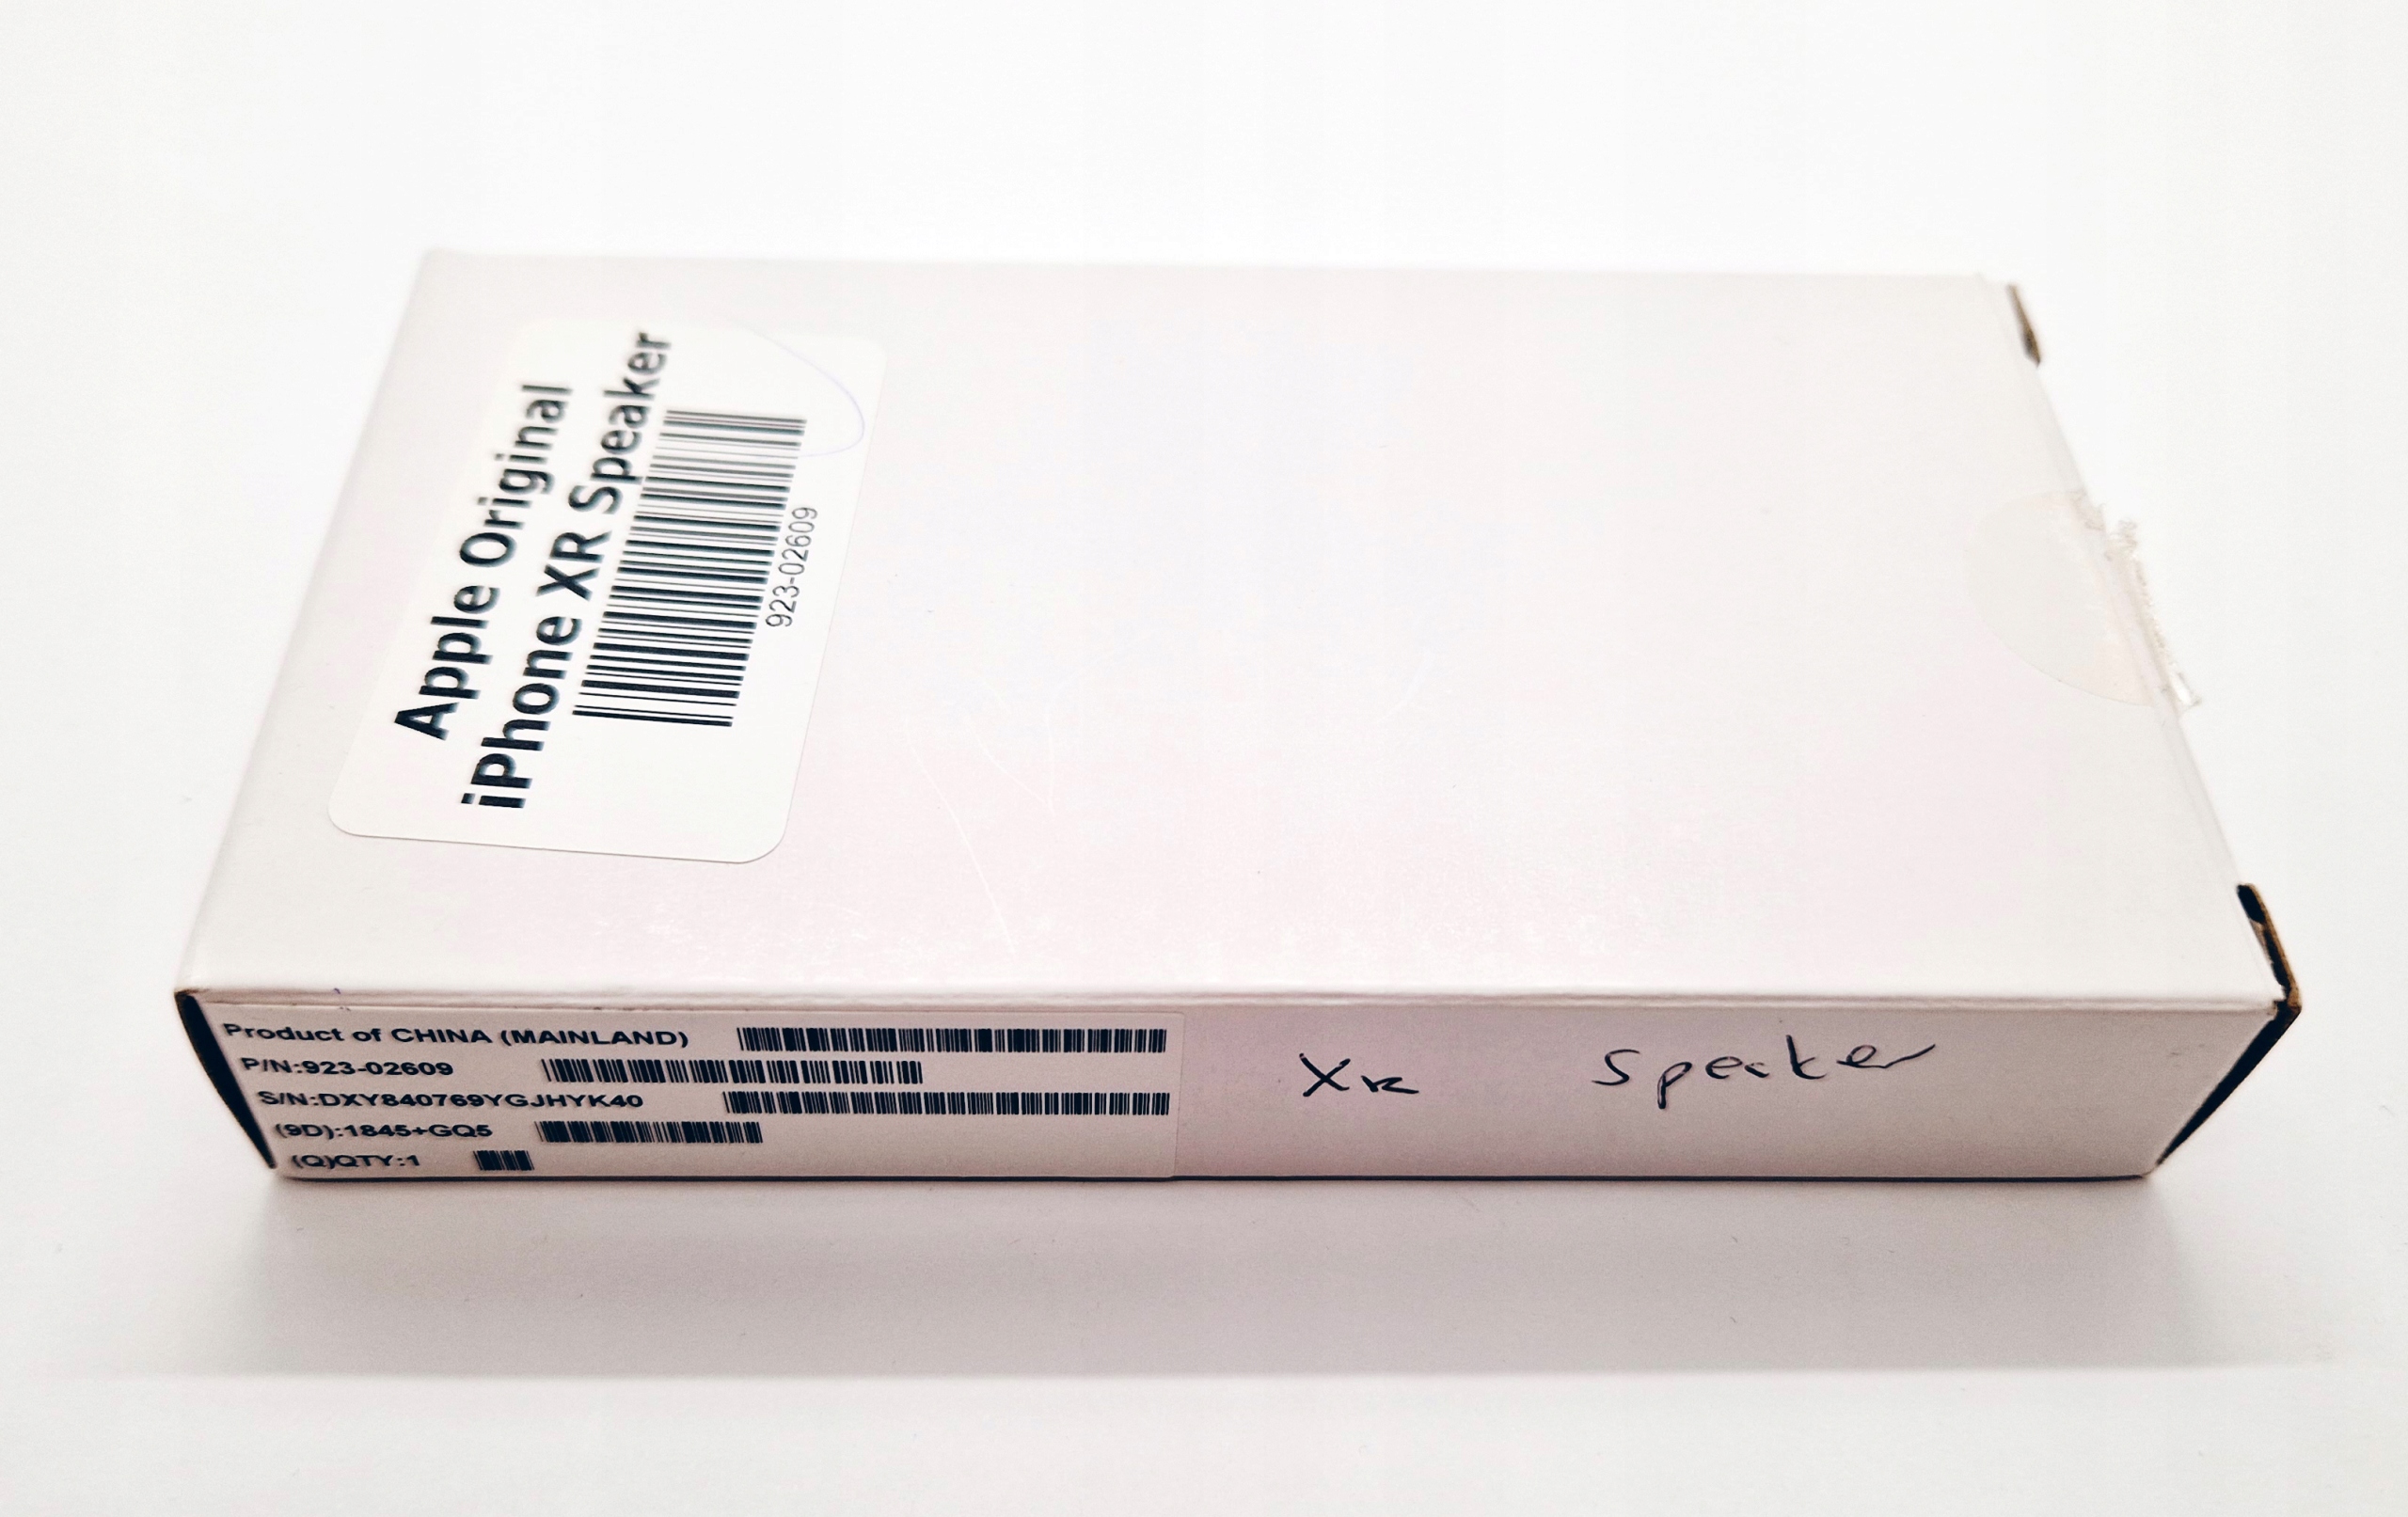 Apple Original
iPhone XR Speaker
923-02609
Product of CHINA (MAINLAND)
P/N:923-02609
S/N:DXY840769YGJHYK40
(9D):1845+GQ5
(Q)QTY:1
XR Speaker